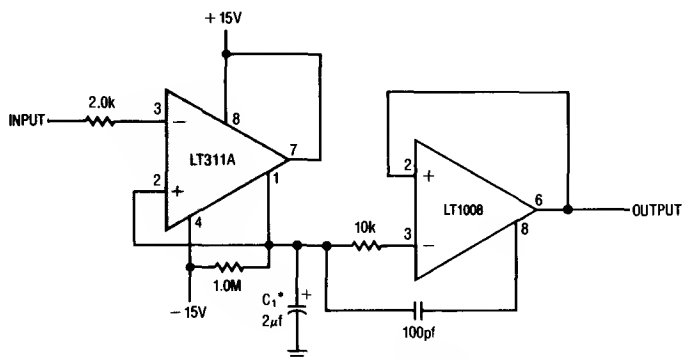 +15V
INPUT
2.0k
3
−
8
LT311A
7
2
+
1
4
−15V
1.0M
C₁*
2µf
+
10k
2
+
LT1008
6
OUTPUT
3
−
8
100pf